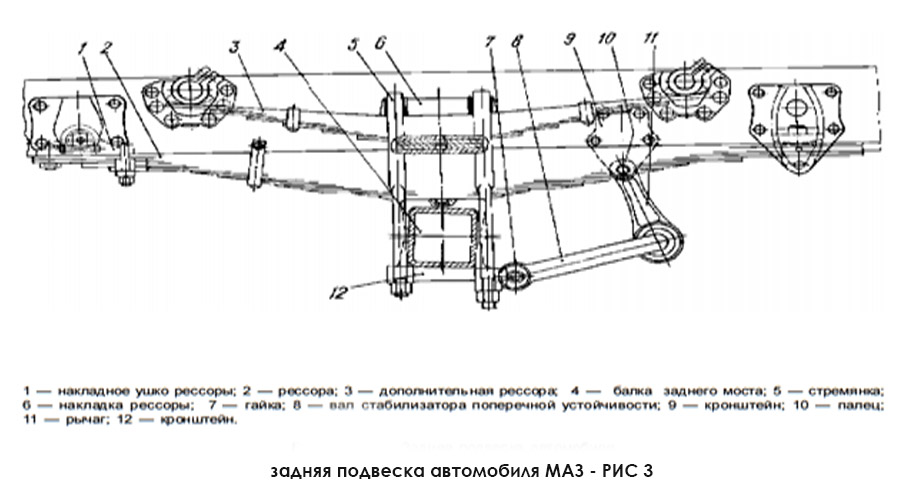 1 2 3 4 5 6 7 8 9 10 11
12
1 — накладное ушко рессоры; 2 — рессора; 3 — дополнительная рессора; 4 — балка заднего моста; 5 — стремянка;
6 — накладка рессоры; 7 — гайка; 8 — вал стабилизатора поперечной устойчивости; 9 — кронштейн; 10 — палец;
11 — рычаг; 12 — кронштейн.
задняя подвеска автомобиля МАЗ - РИС 3